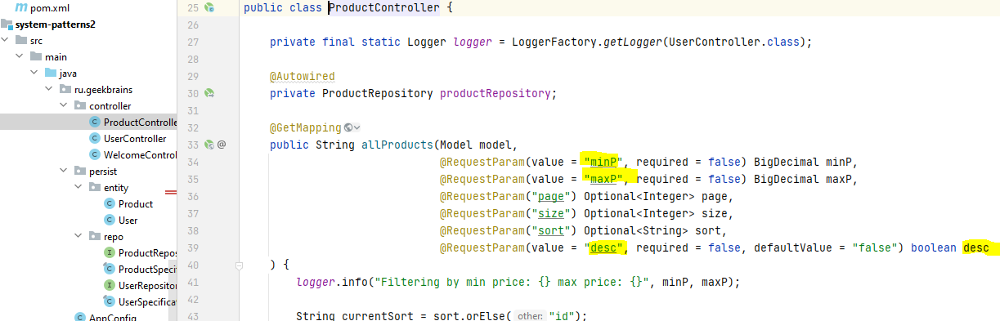 pom.xml
system-patterns2
src
main
java
ru.geekbrains
controller
ProductControlle
UserController
WelcomeControl
persist
entity
Product
User
repo
ProductRepos
ProductSpecif
UserRepositor
UserSpecificat
AppConfig
25 public class ProductController {
26
27 private final static Logger logger = LoggerFactory.getLogger(UserController.class);
28
29 @Autowired
30 private ProductRepository productRepository;
31
32 @GetMapping
33 @ public String allProducts(Model model,
34 @RequestParam(value = "minP", required = false) BigDecimal minP,
35 @RequestParam(value = "maxP", required = false) BigDecimal maxP,
36 @RequestParam("page") Optional<Integer> page,
37 @RequestParam("size") Optional<Integer> size,
38 @RequestParam("sort") Optional<String> sort,
39 @RequestParam(value = "desc", required = false, defaultValue = "false") boolean desc
40 ) {
41 logger.info("Filtering by min price: {} max price: {}", minP, maxP);
42
43 String currentSort = sort.orElse( other: "id");